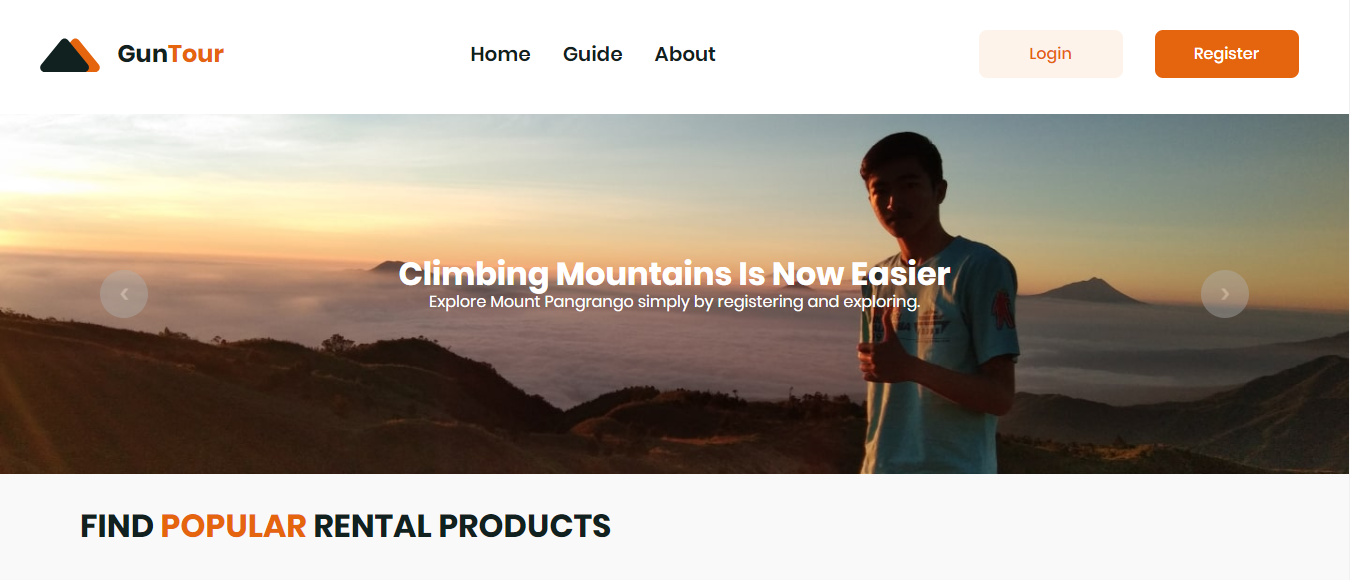 GunTour
Home Guide About
Login Register
Climbing Mountains Is Now Easier
Explore Mount Pangrango simply by registering and exploring.
FIND POPULAR RENTAL PRODUCTS